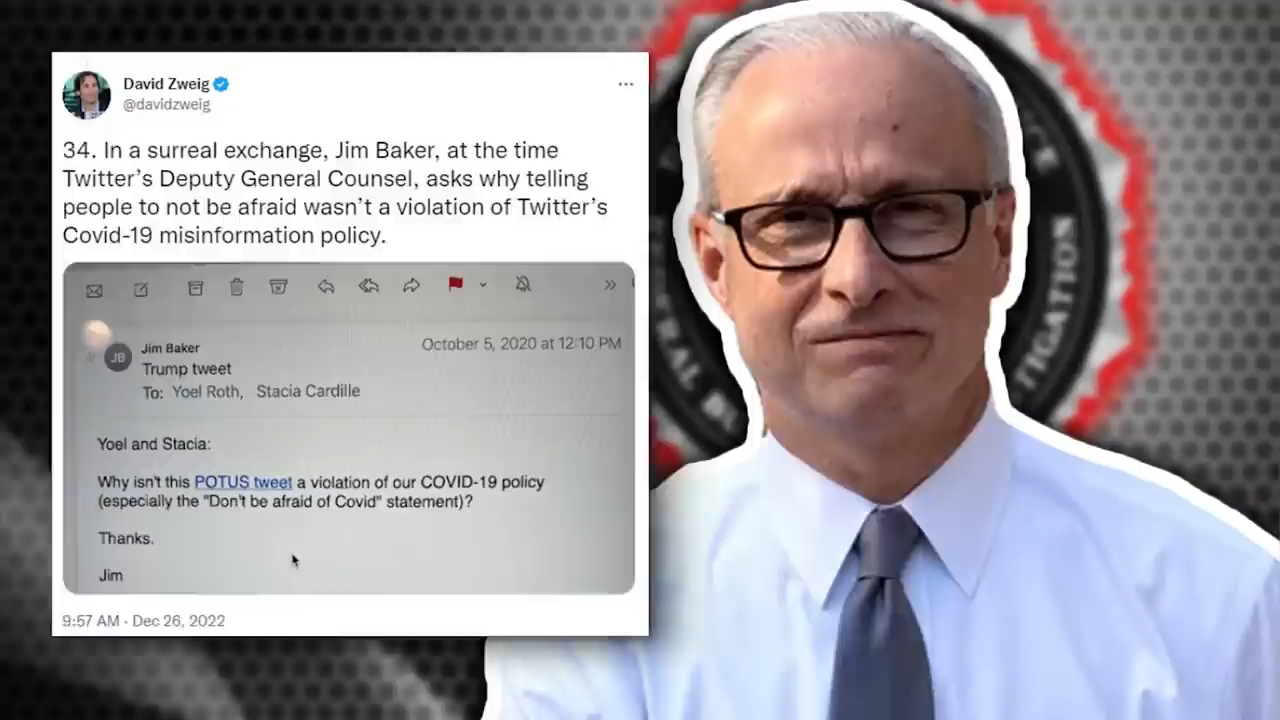 David Zweig
@davidzweig
34. In a surreal exchange, Jim Baker, at the time
Twitter's Deputy General Counsel, asks why telling
people to not be afraid wasn't a violation of Twitter's
Covid-19 misinformation policy.
JB
Jim Baker
October 5, 2020 at 12:10 PM
Trump tweet
To: Yoel Roth, Stacia Cardille
Yoel and Stacia:
Why isn't this POTUS tweet a violation of our COVID-19 policy
(especially the "Don't be afraid of Covid" statement)?
Thanks.
Jim
9:57 AM · Dec 26, 2022